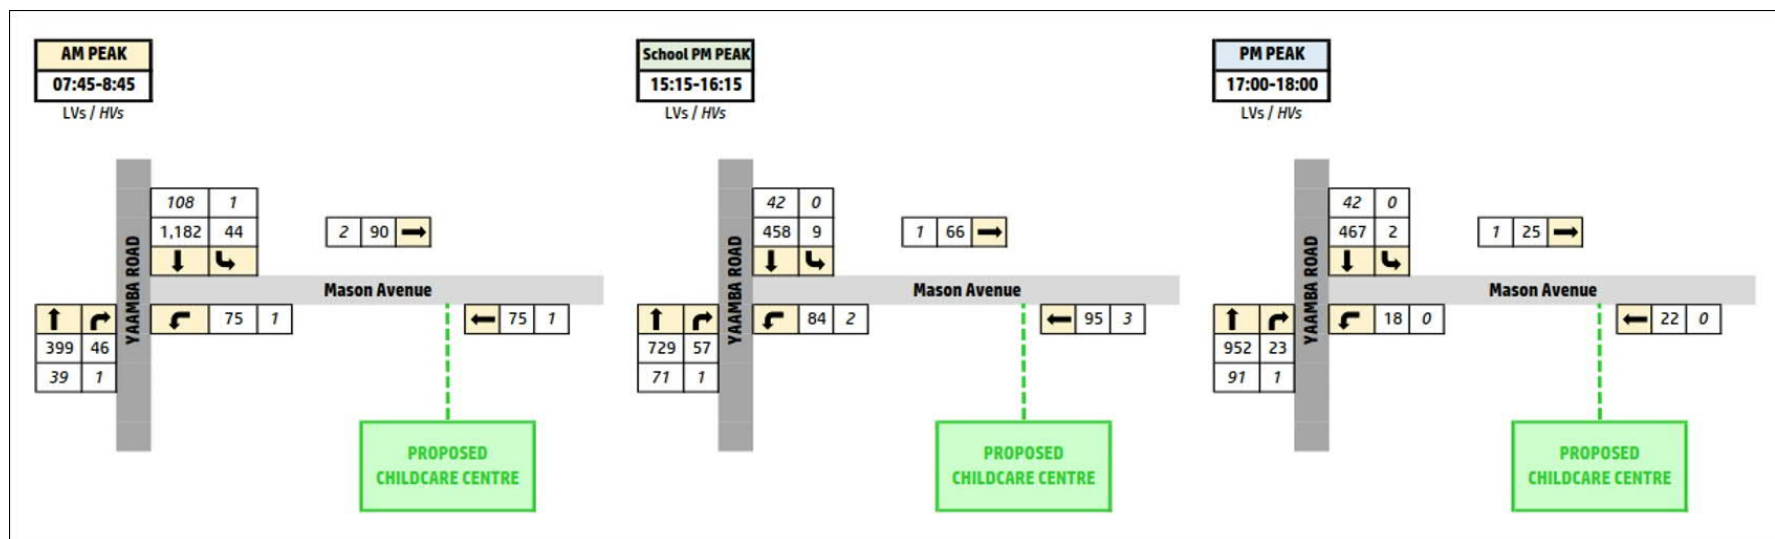 AM PEAK
07:45-8:45
LVs / HVs
108 1
1,182 44
2 90
YAAMBA ROAD
Mason Avenue
75 1
75 1
399 46
39 1
PROPOSED
CHILDCARE CENTRE
School PM PEAK
15:15-16:15
LVs / HVs
42 0
458 9
1 66
YAAMBA ROAD
Mason Avenue
84 2
95 3
729 57
71 1
PROPOSED
CHILDCARE CENTRE
PM PEAK
17:00-18:00
LVs / HVs
42 0
467 2
1 25
YAAMBA ROAD
Mason Avenue
18 0
22 0
952 23
91 1
PROPOSED
CHILDCARE CENTRE